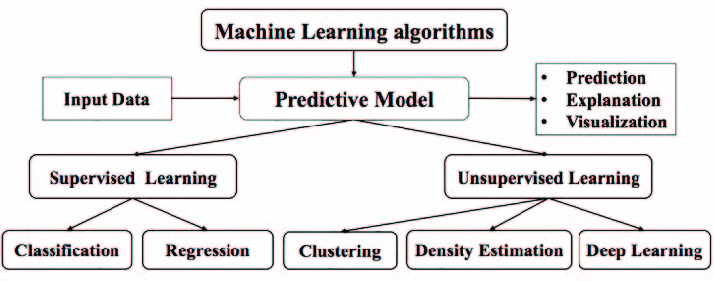 Machine Learning algorithms
Input Data
Predictive Model
• Prediction
• Explanation
• Visualization
Supervised Learning
Unsupervised Learning
Classification
Regression
Clustering
Density Estimation
Deep Learning